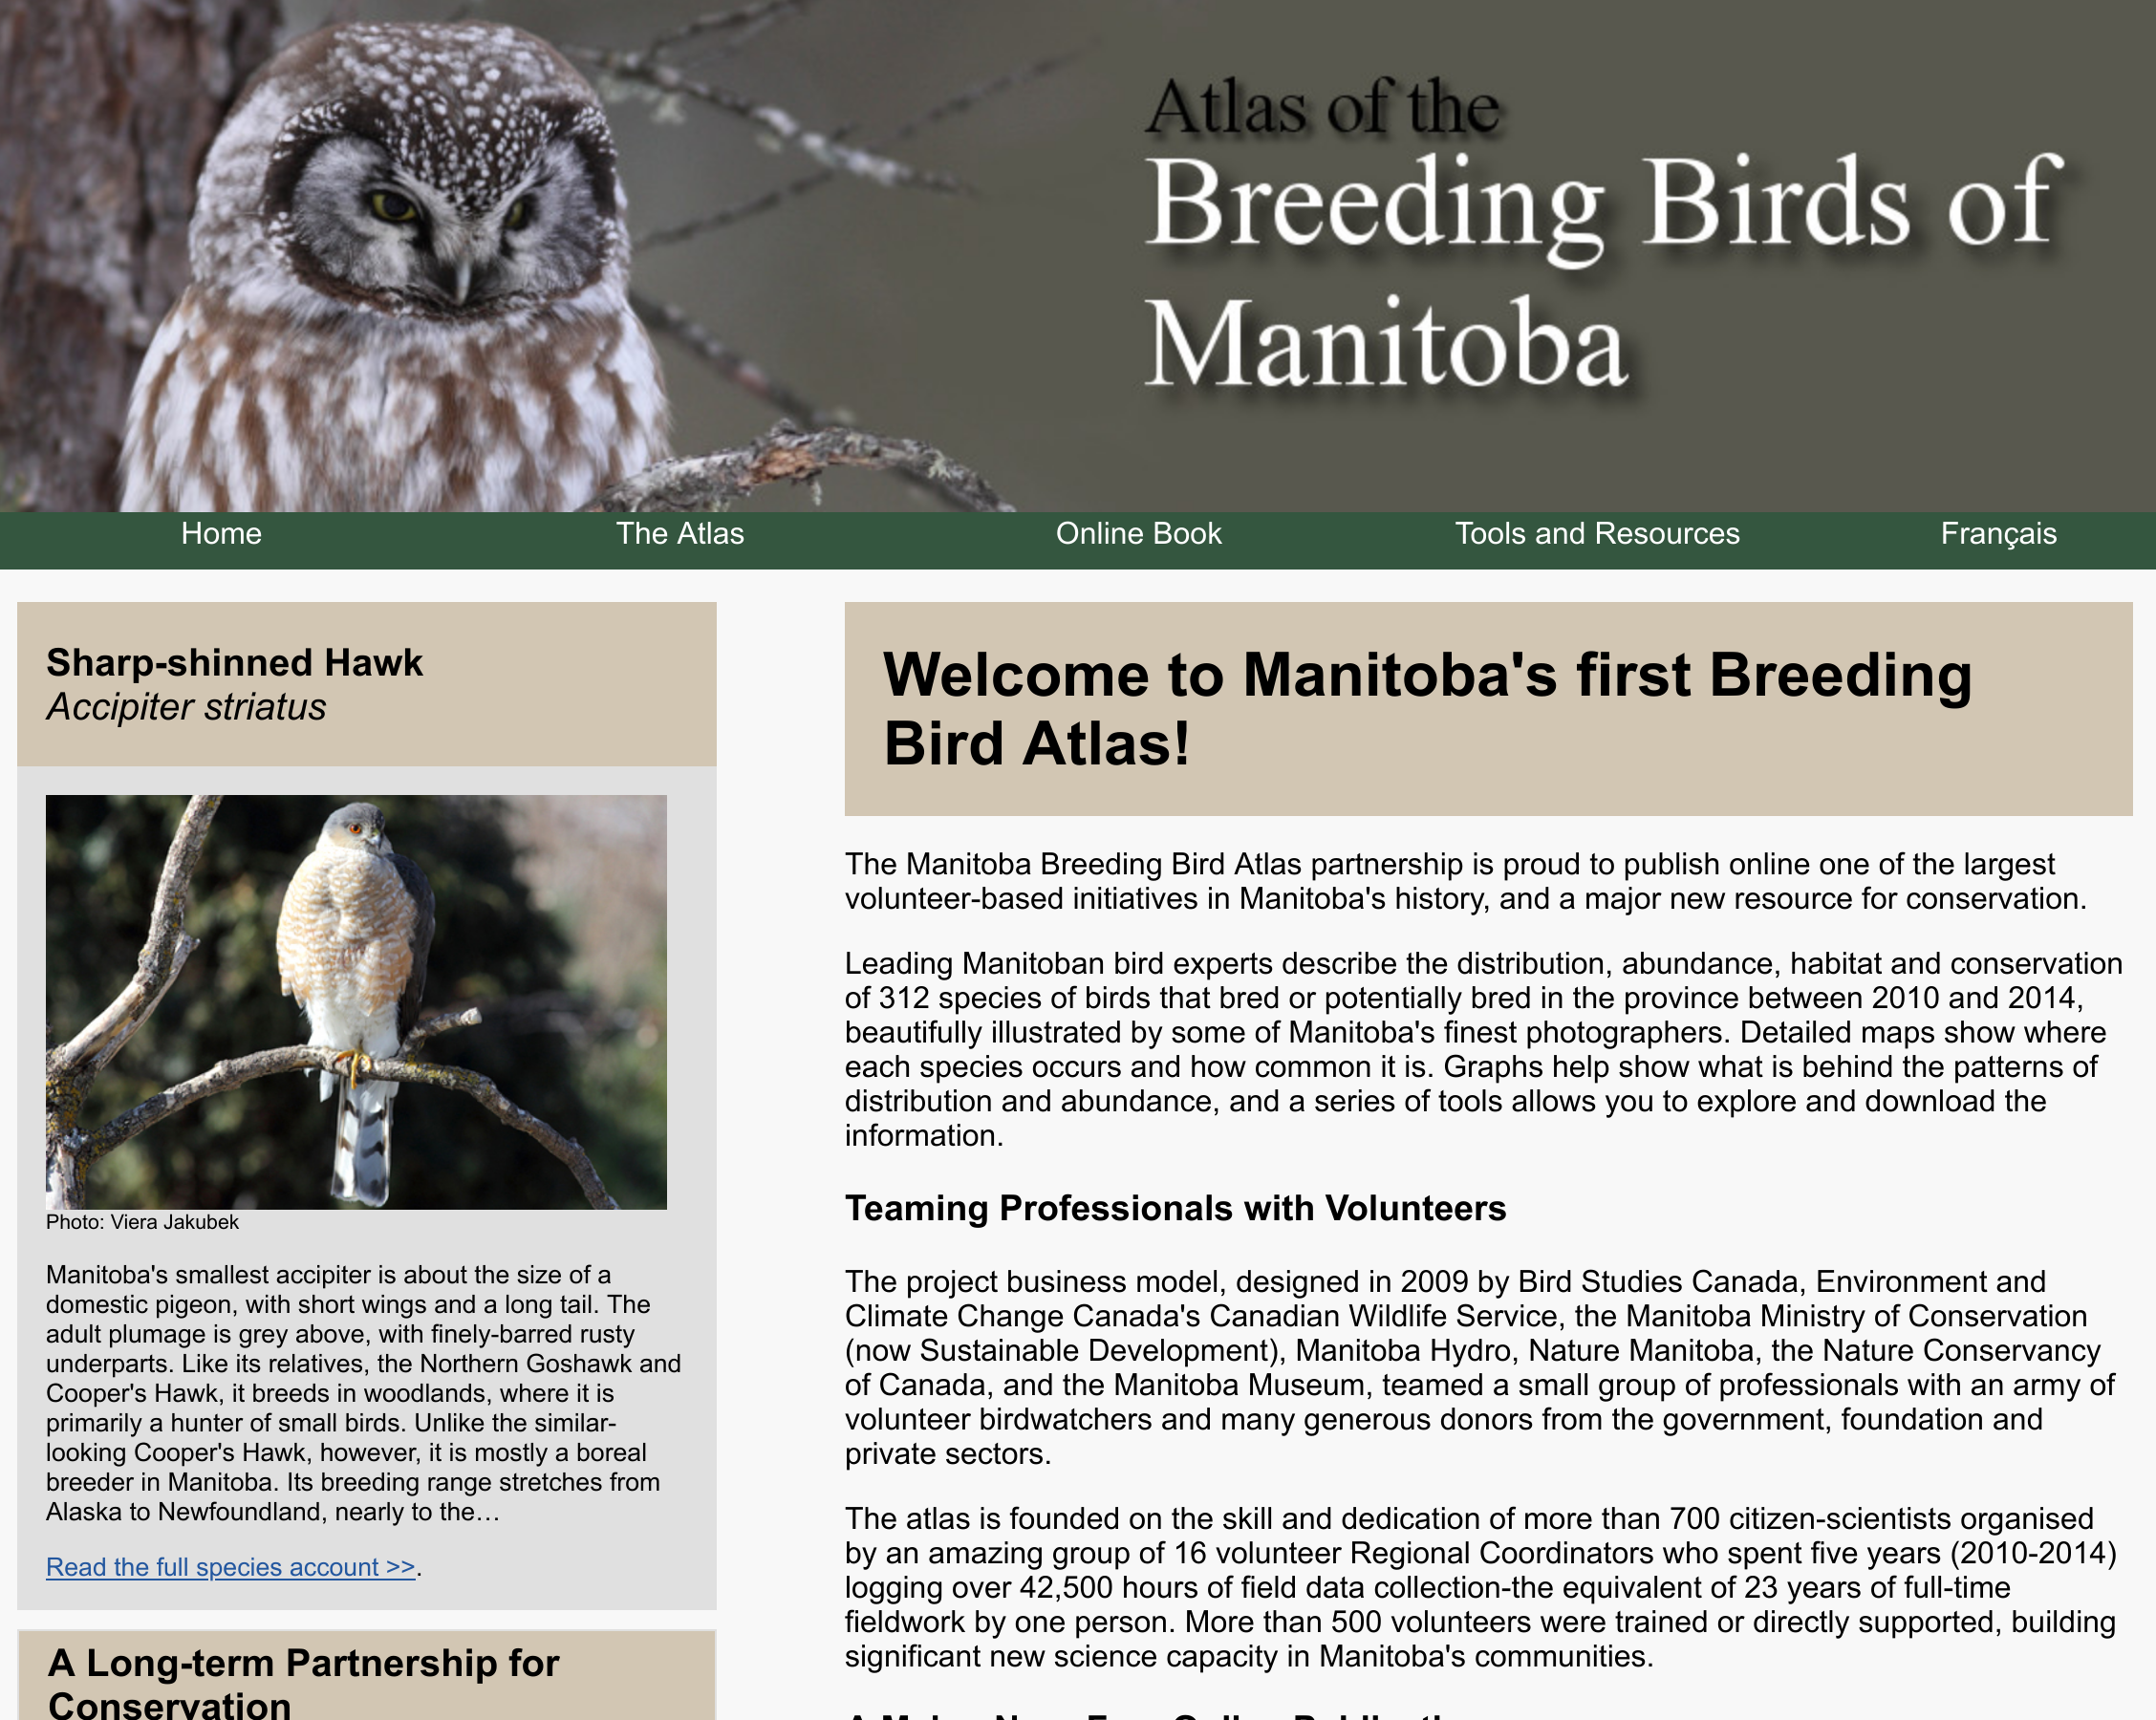 Atlas of the
Breeding Birds of
Manitoba
Home The Atlas Online Book Tools and Resources Français
Sharp-shinned Hawk
Accipiter striatus
Photo: Viera Jakubek
Manitoba's smallest accipiter is about the size of a
domestic pigeon, with short wings and a long tail. The
adult plumage is grey above, with finely-barred rusty
underparts. Like its relatives, the Northern Goshawk and
Cooper's Hawk, it breeds in woodlands, where it is
primarily a hunter of small birds. Unlike the similar-
looking Cooper's Hawk, however, it is mostly a boreal
breeder in Manitoba. Its breeding range stretches from
Alaska to Newfoundland, nearly to the…
Read the full species account >>.
A Long-term Partnership for
Conservation
Welcome to Manitoba's first Breeding
Bird Atlas!
The Manitoba Breeding Bird Atlas partnership is proud to publish online one of the largest
volunteer-based initiatives in Manitoba's history, and a major new resource for conservation.
Leading Manitoban bird experts describe the distribution, abundance, habitat and conservation
of 312 species of birds that bred or potentially bred in the province between 2010 and 2014,
beautifully illustrated by some of Manitoba's finest photographers. Detailed maps show where
each species occurs and how common it is. Graphs help show what is behind the patterns of
distribution and abundance, and a series of tools allows you to explore and download the
information.
Teaming Professionals with Volunteers
The project business model, designed in 2009 by Bird Studies Canada, Environment and
Climate Change Canada's Canadian Wildlife Service, the Manitoba Ministry of Conservation
(now Sustainable Development), Manitoba Hydro, Nature Manitoba, the Nature Conservancy
of Canada, and the Manitoba Museum, teamed a small group of professionals with an army of
volunteer birdwatchers and many generous donors from the government, foundation and
private sectors.
The atlas is founded on the skill and dedication of more than 700 citizen-scientists organised
by an amazing group of 16 volunteer Regional Coordinators who spent five years (2010-2014)
logging over 42,500 hours of field data collection-the equivalent of 23 years of full-time
fieldwork by one person. More than 500 volunteers were trained or directly supported, building
significant new science capacity in Manitoba's communities.